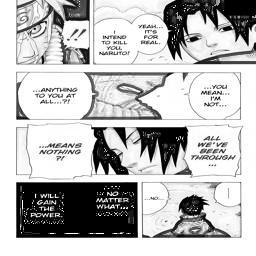 YEAH...
IT'S
FOR
REAL.
I
INTEND
TO KILL
YOU,
NARUTO!
!!
...YOU
MEAN...
I'M
NOT...
...ANYTHING
TO YOU AT
ALL...?!
ALL
WE'VE
BEEN
THROUGH
...
...MEANS
NOTHING
?!
...NO...
NO
MATTER
WHAT...
I WILL
GAIN
THE
POWER.